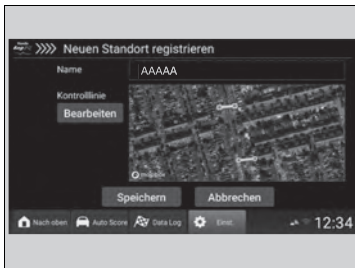 Neuen Standort registrieren
Name AAAAA
Kontrolllinie
Bearbeiten
Speichern Abbrechen
Nach oben Auto Score Data Log Einst. 12:34